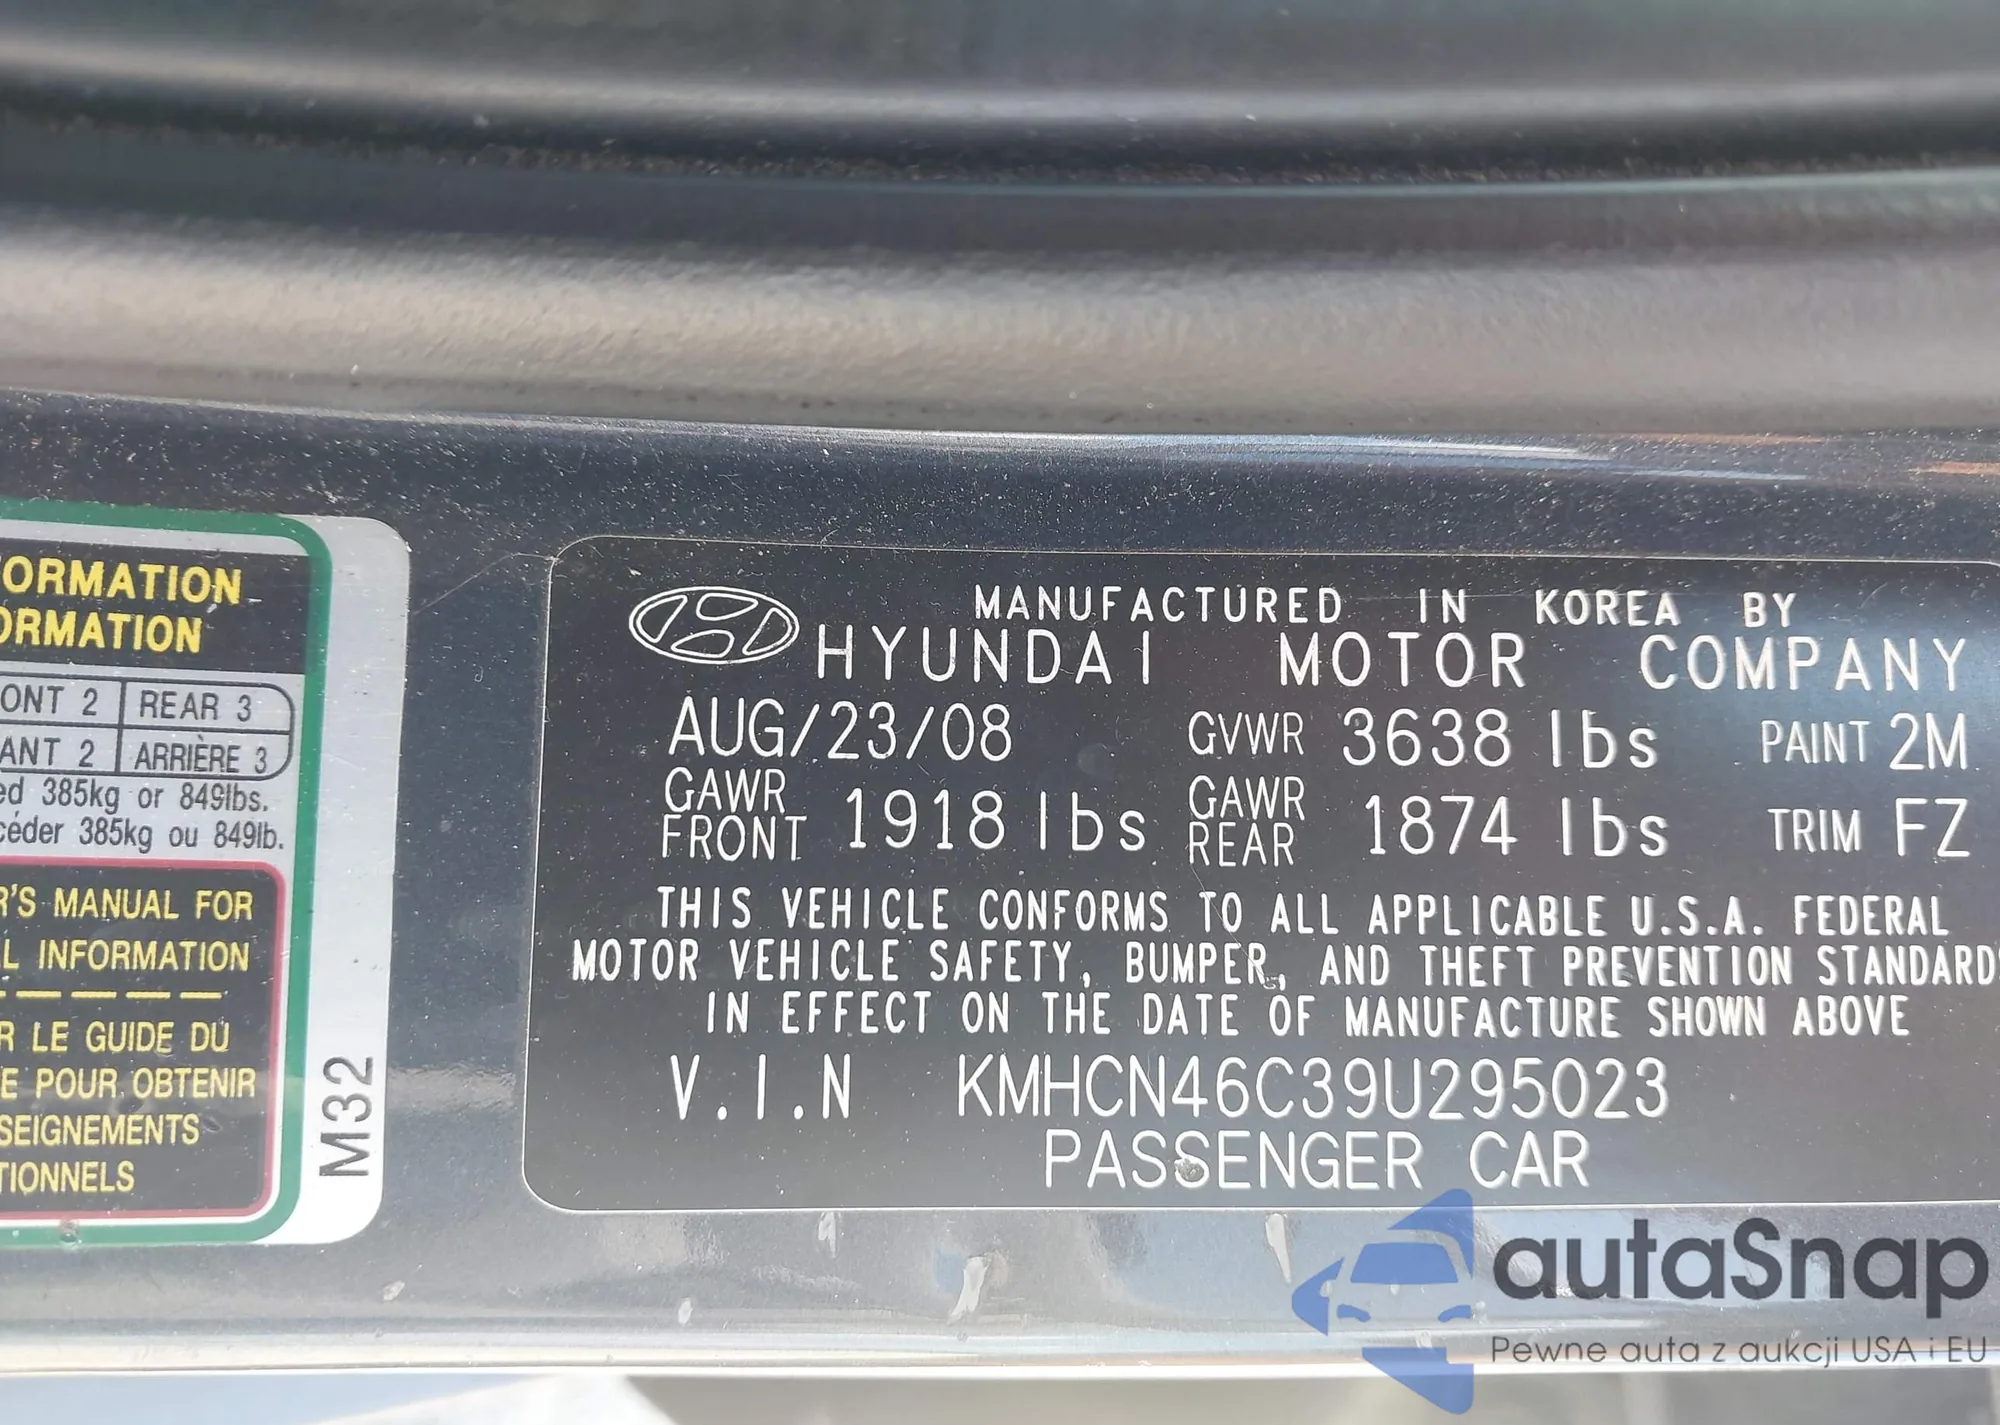 FORMATION
ORMATION
ONT 2 REAR 3
ANT 2 ARRIÈRE 3
ed 385kg or 849lbs.
céder 385kg ou 849lb.
R'S MANUAL FOR
L INFORMATION
R LE GUIDE DU
E POUR OBTENIR
SEIGNEMENTS
TIONNELS
M32
MANUFACTURED IN KOREA BY
HYUNDAI MOTOR COMPANY
AUG/23/08 GVWR 3638 lbs PAINT 2M
GAWR FRONT 1918 lbs GAWR REAR 1874 lbs TRIM FZ
THIS VEHICLE CONFORMS TO ALL APPLICABLE U.S.A. FEDERAL
MOTOR VEHICLE SAFETY, BUMPER, AND THEFT PREVENTION STANDARDS
IN EFFECT ON THE DATE OF MANUFACTURE SHOWN ABOVE
V.I.N KMHCN46C39U295023
PASSENGER CAR
autaSnap
Pewne auta z aukcji USA i EU